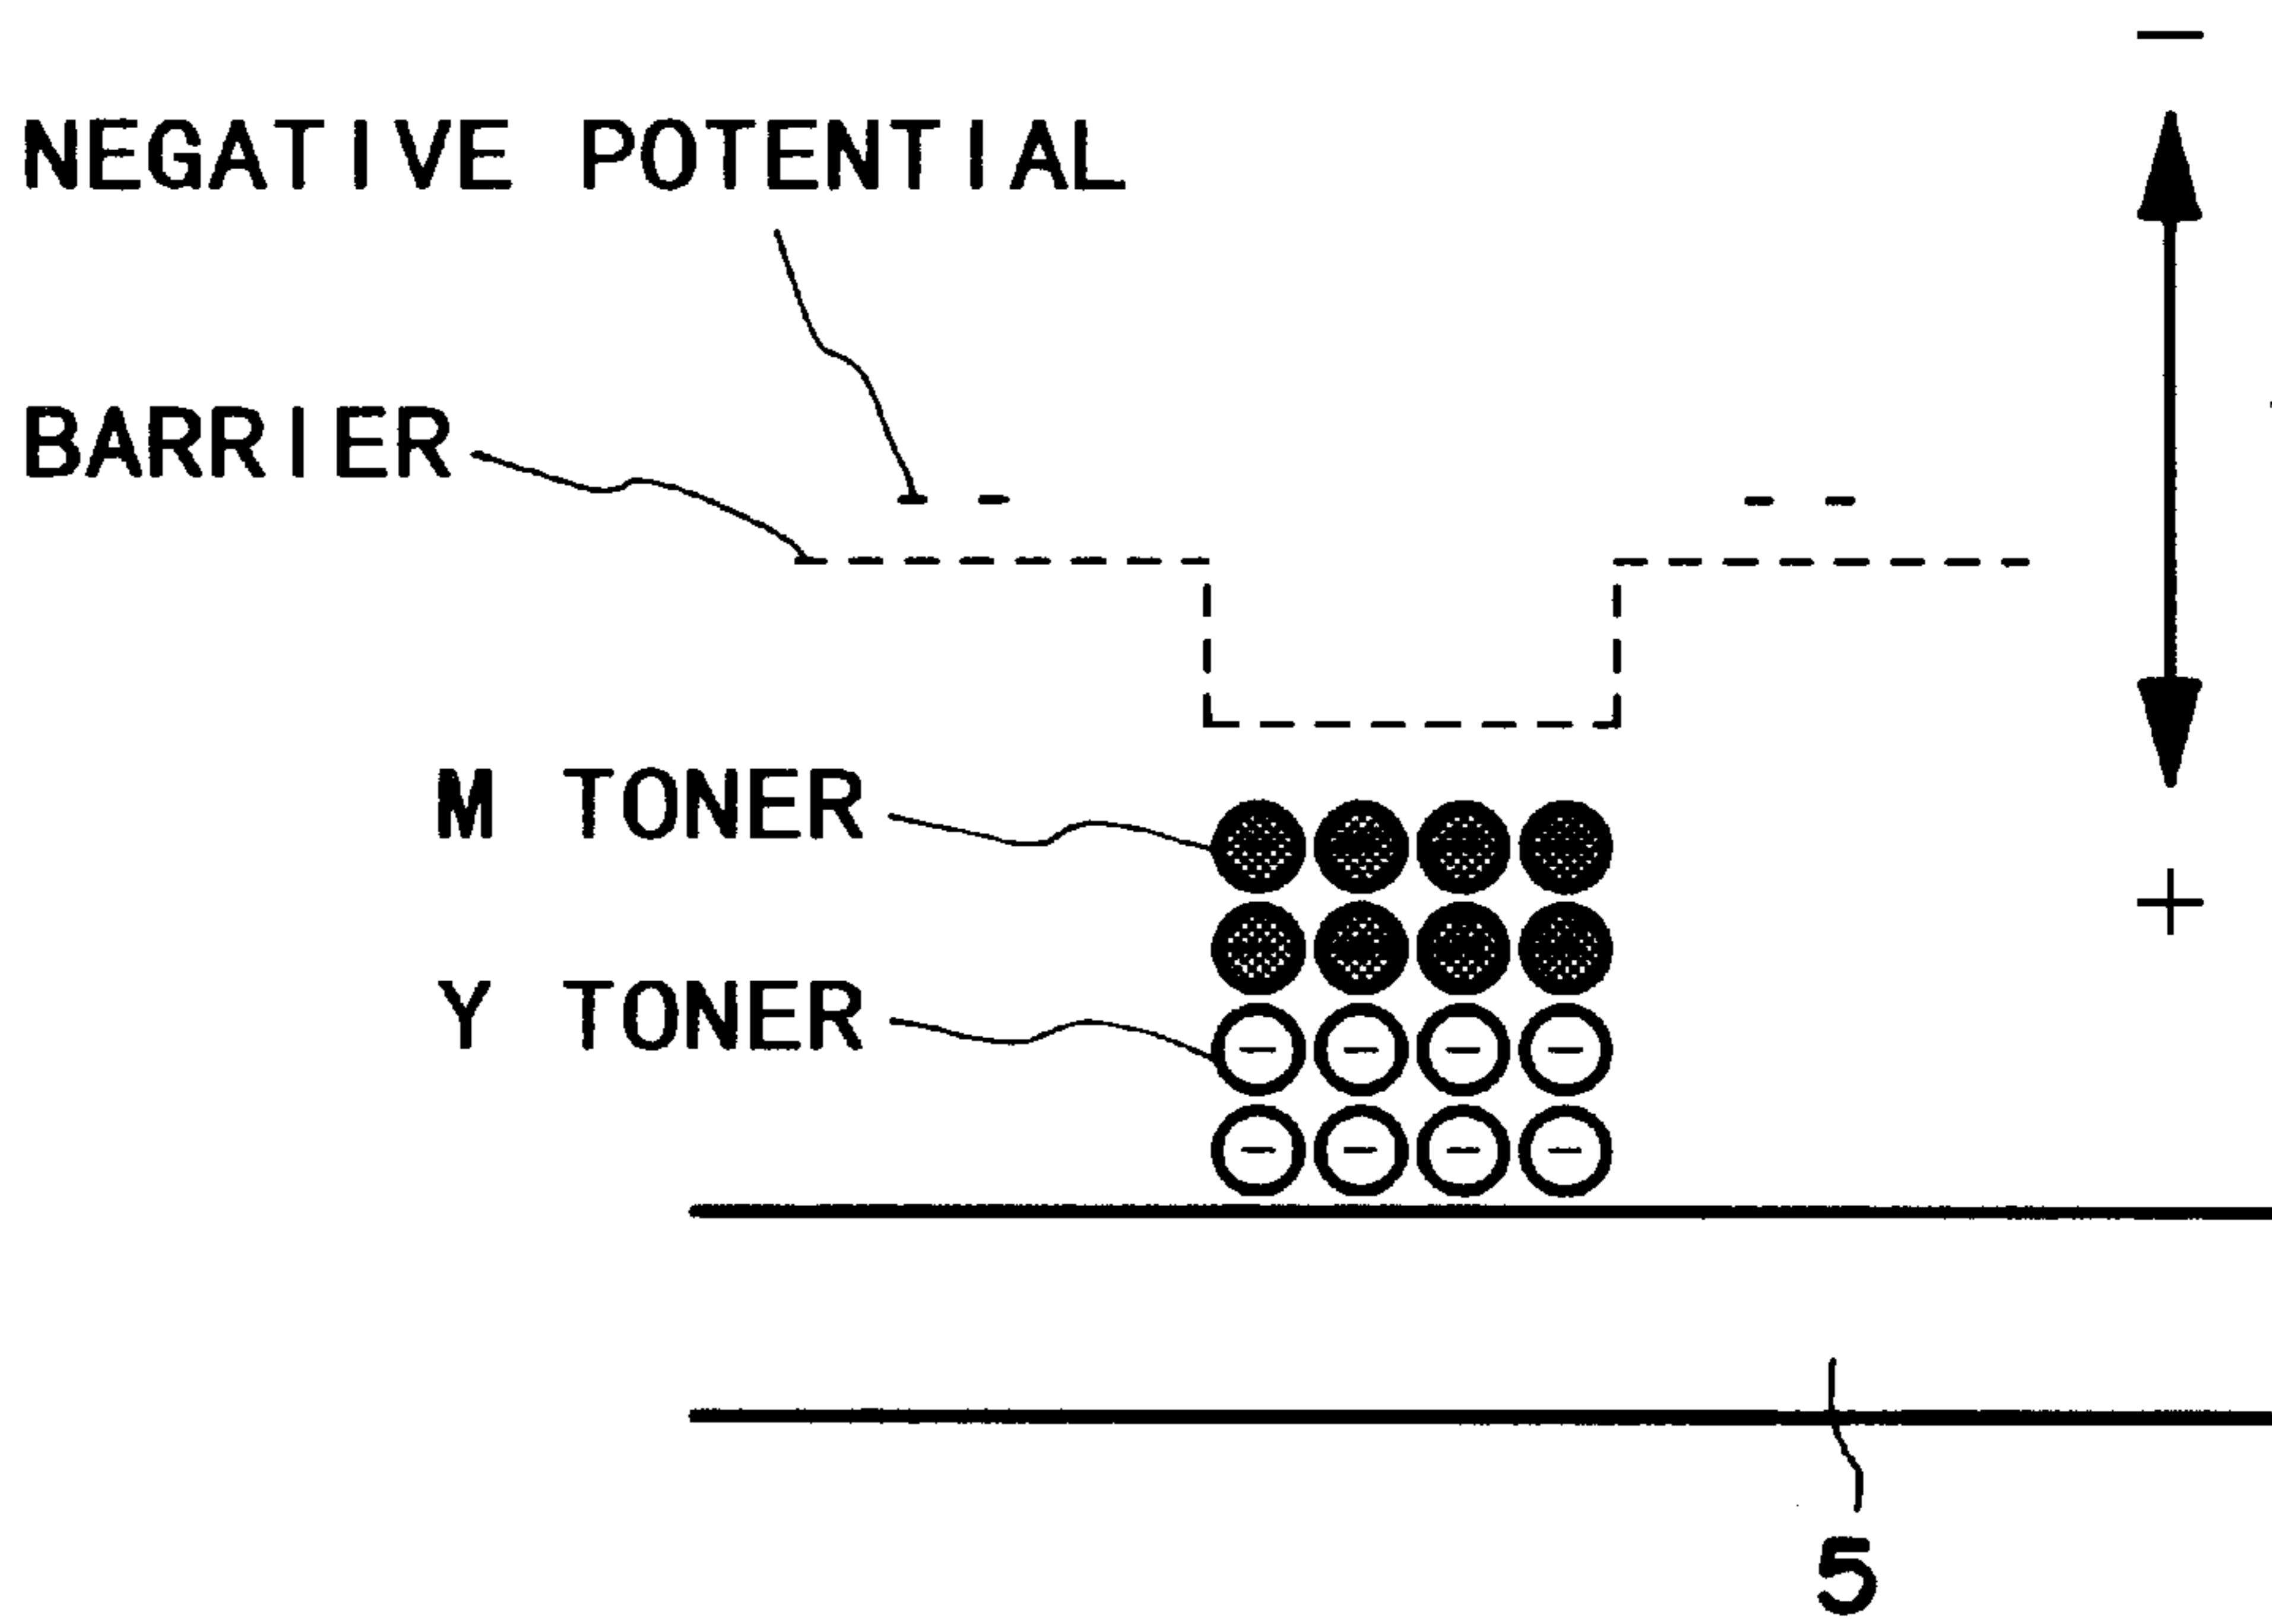 −
NEGATIVE POTENTIAL
BARRIER
M TONER
+
Y TONER
− − − −
− − − −
5